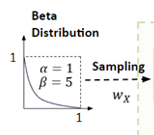 Beta
Distribution
1
α = 1
β = 5
1
Sampling
w_X